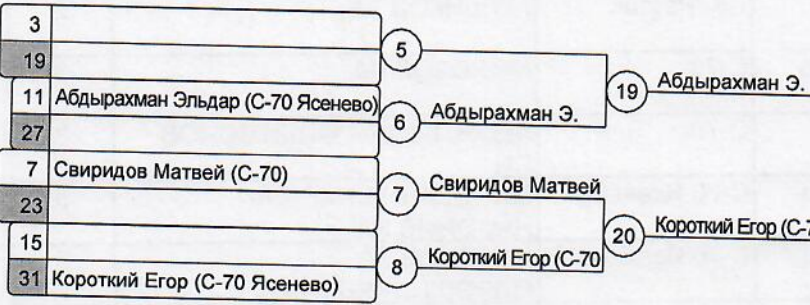 3
19
5
11 Абдырахман Эльдар (С-70 Ясенево)
27
6
Абдырахман Э.
19
Абдырахман Э.
7 Свиридов Матвей (С-70)
23
7
Свиридов Матвей
15
31 Короткий Егор (С-70 Ясенево)
8
Короткий Егор (С-70
20
Короткий Егор (С-7